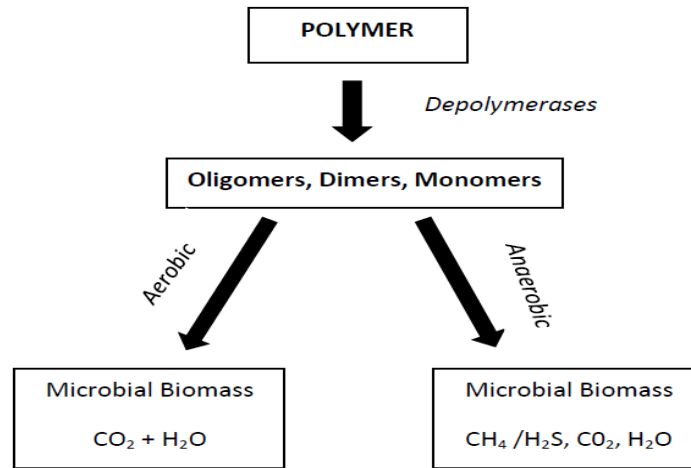 POLYMER
Depolymerases
Oligomers, Dimers, Monomers
Aerobic
Anaerobic
Microbial Biomass
CO₂ + H₂O
Microbial Biomass
CH₄ /H₂S, C0₂, H₂O